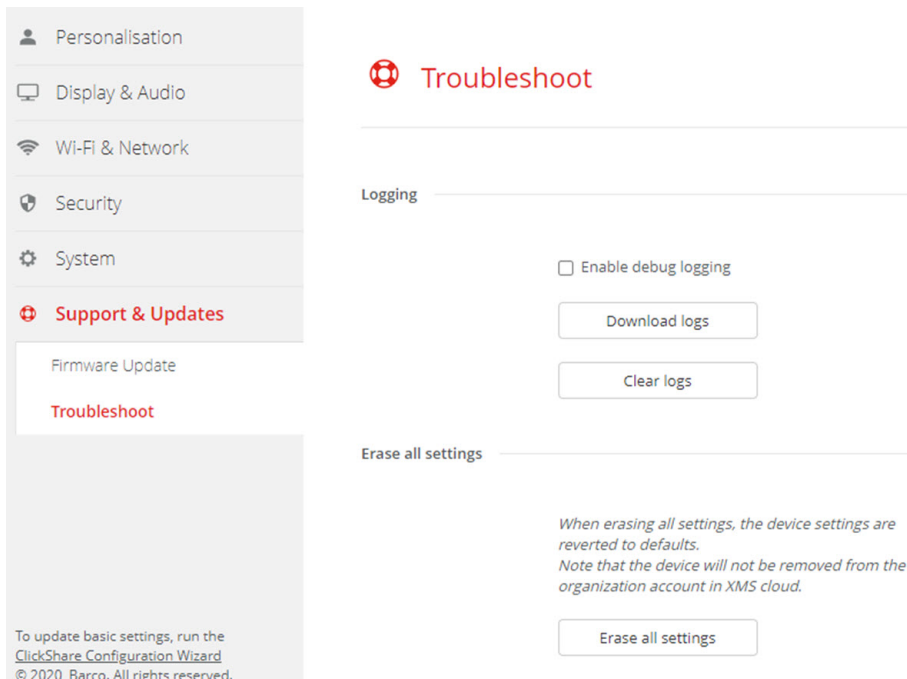 Personalisation
Display & Audio
Wi-Fi & Network
Security
System
Support & Updates
Firmware Update
Troubleshoot
To update basic settings, run the
ClickShare Configuration Wizard
© 2020 Barco. All rights reserved.
Troubleshoot
Logging
Enable debug logging
Download logs
Clear logs
Erase all settings
When erasing all settings, the device settings are
reverted to defaults.
Note that the device will not be removed from the
organization account in XMS cloud.
Erase all settings